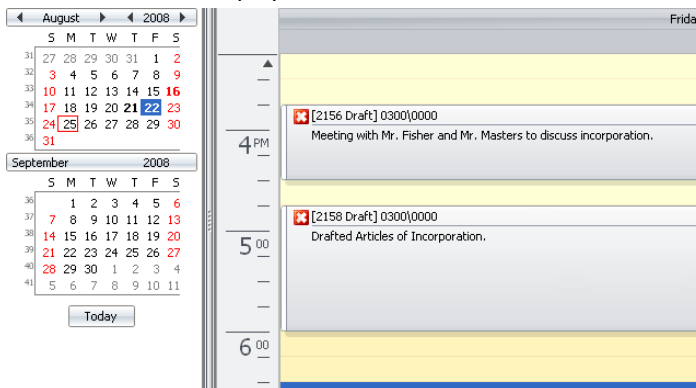 August 2008
S M T W T F S
31 27 28 29 30 31 1 2
32 3 4 5 6 7 8 9
33 10 11 12 13 14 15 16
34 17 18 19 20 21 22 23
35 24 25 26 27 28 29 30
36 31
September 2008
S M T W T F S
36 1 2 3 4 5 6
37 7 8 9 10 11 12 13
38 14 15 16 17 18 19 20
39 21 22 23 24 25 26 27
40 28 29 30 1 2 3 4
41 5 6 7 8 9 10 11
Today
Frida
[2156 Draft] 0300\0000
4 PM
Meeting with Mr. Fisher and Mr. Masters to discuss incorporation.
[2158 Draft] 0300\0000
5 00
Drafted Articles of Incorporation.
6 00